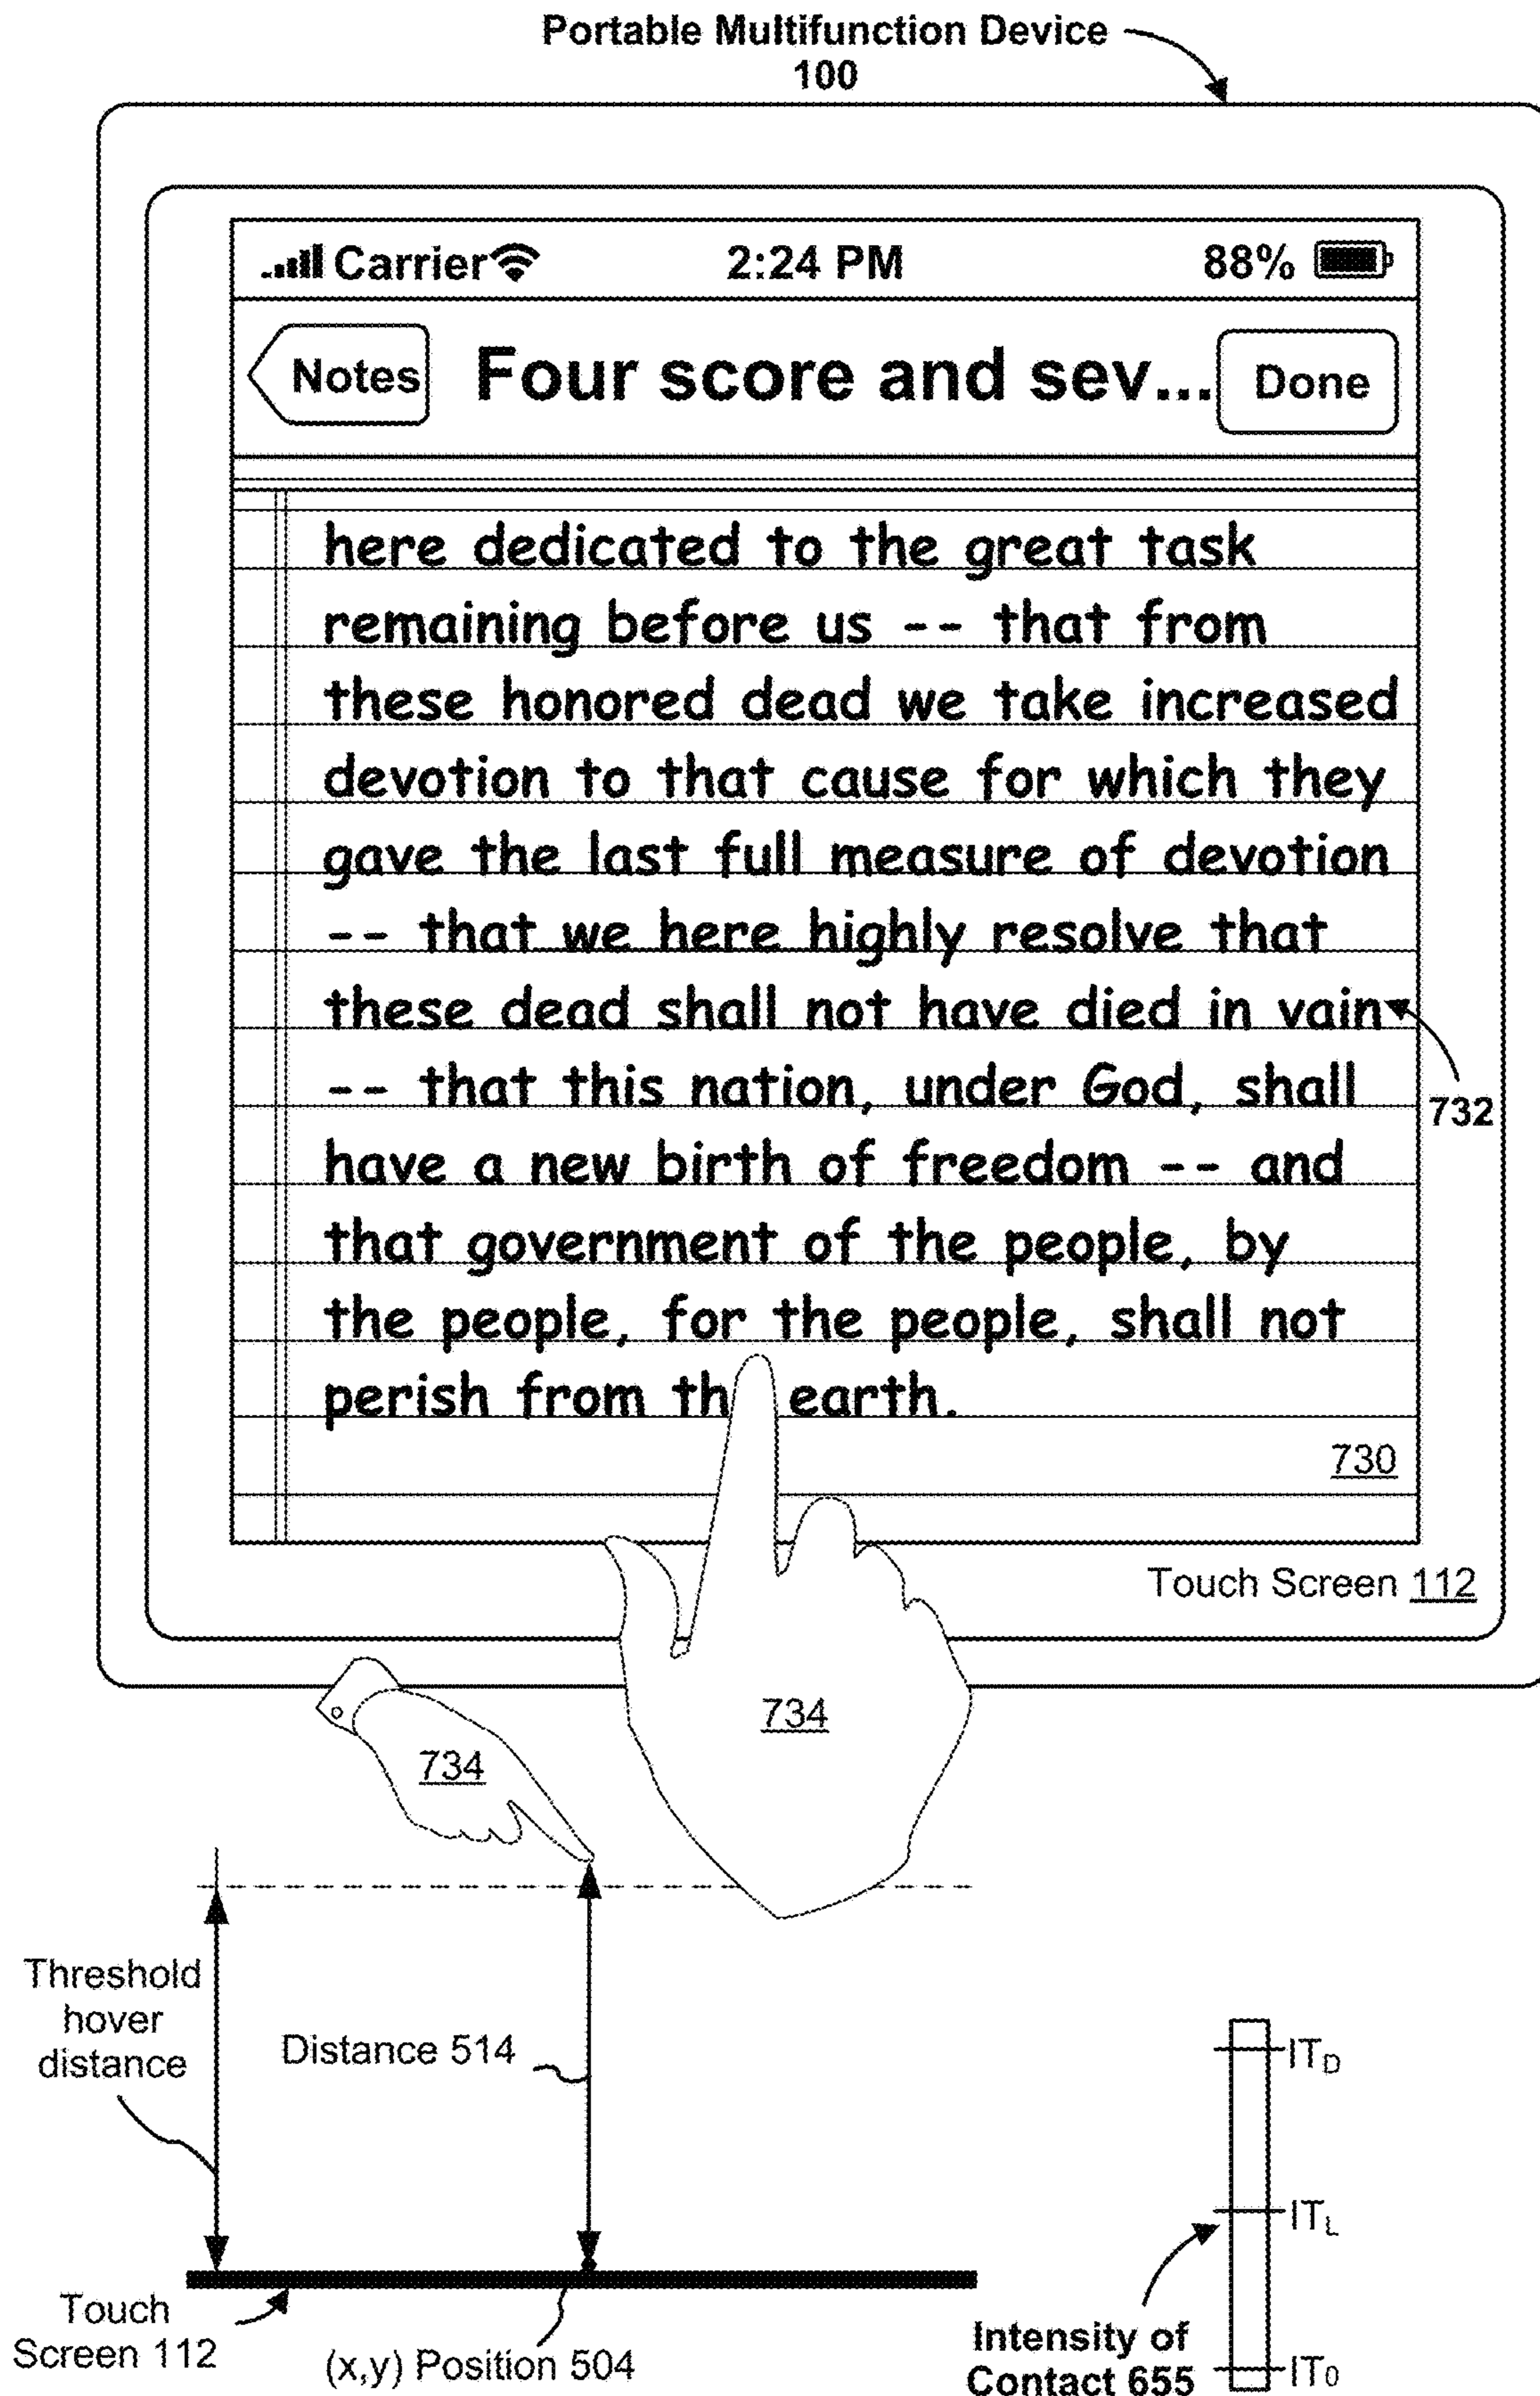 Portable Multifunction Device
100
Carrier 2:24 PM 88%
Notes Four score and sev... Done
here dedicated to the great task
remaining before us -- that from
these honored dead we take increased
devotion to that cause for which they
gave the last full measure of devotion
-- that we here highly resolve that
these dead shall not have died in vain
-- that this nation, under God, shall
732
have a new birth of freedom -- and
that government of the people, by
the people, for the people, shall not
perish from th earth.
730
Touch Screen 112
734
734
Threshold
hover
distance
Distance 514
ITD
ITL
Touch
Screen 112
(x,y) Position 504
Intensity of
Contact 655
IT0